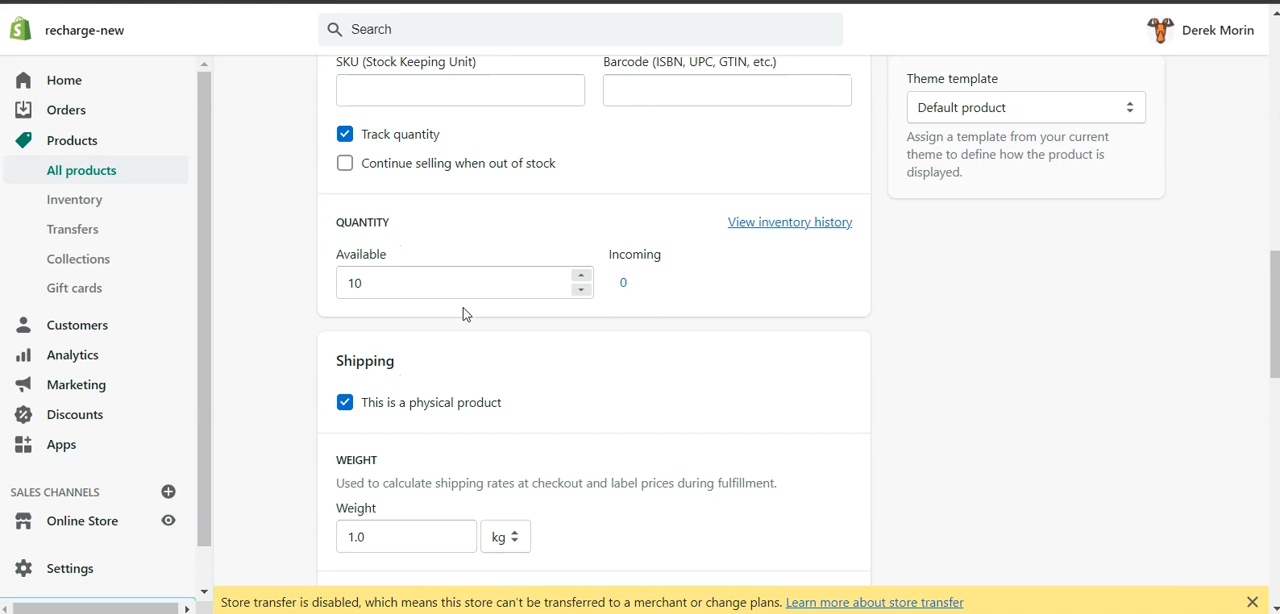 recharge-new
Search
Derek Morin
Home
Orders
Products
All products
Inventory
Transfers
Collections
Gift cards
Customers
Analytics
Marketing
Discounts
Apps
SALES CHANNELS
Online Store
Settings
SKU (Stock Keeping Unit)
Barcode (ISBN, UPC, GTIN, etc.)
Track quantity
Continue selling when out of stock
QUANTITY
View inventory history
Available
Incoming
10
0
Shipping
This is a physical product
WEIGHT
Used to calculate shipping rates at checkout and label prices during fulfillment.
Weight
1.0
kg
Theme template
Default product
Assign a template from your current
theme to define how the product is
displayed.
Store transfer is disabled, which means this store can't be transferred to a merchant or change plans. Learn more about store transfer